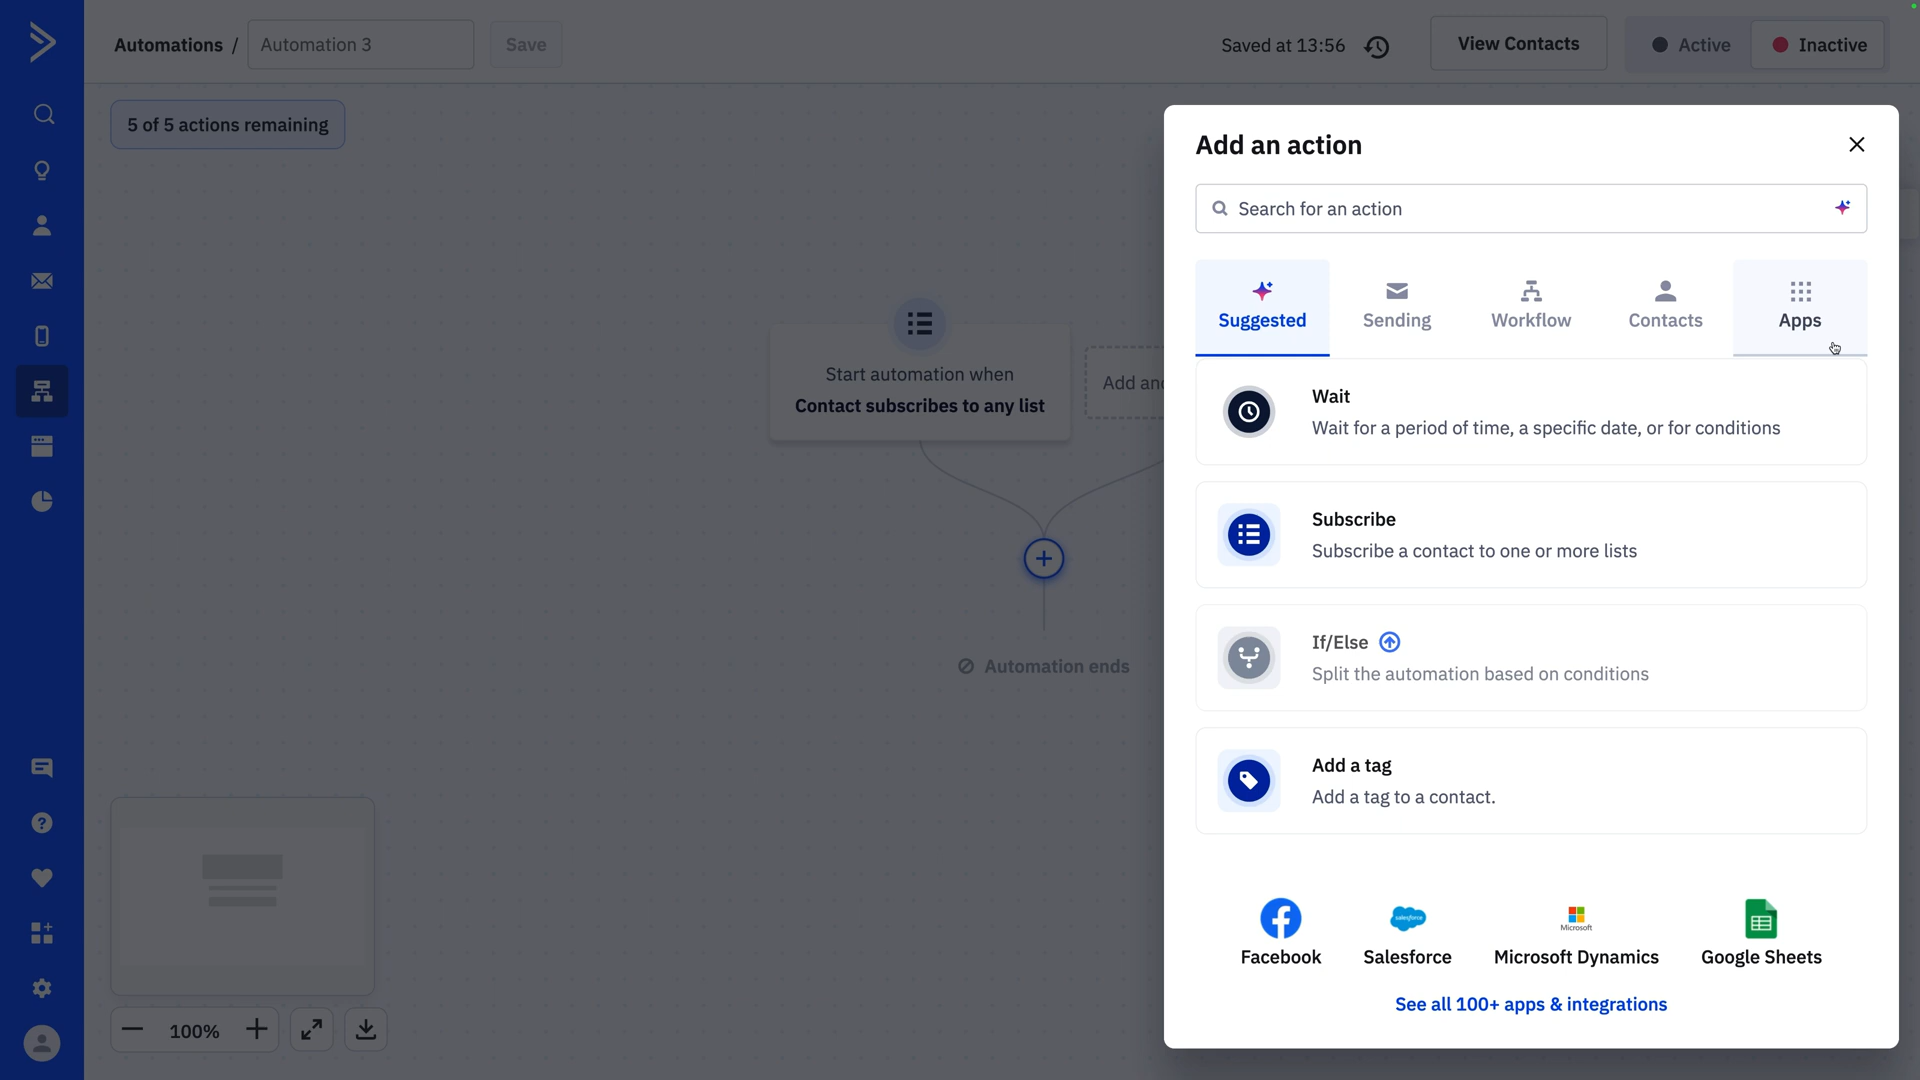 Automations / Automation 3 Save Saved at 13:56 View Contacts Active Inactive
5 of 5 actions remaining
Start automation when
Contact subscribes to any list
Add and
Automation ends
100%
Add an action
Search for an action
Suggested Sending Workflow Contacts Apps
Wait
Wait for a period of time, a specific date, or for conditions
Subscribe
Subscribe a contact to one or more lists
If/Else
Split the automation based on conditions
Add a tag
Add a tag to a contact.
salesforce
Microsoft
Facebook Salesforce Microsoft Dynamics Google Sheets
See all 100+ apps & integrations